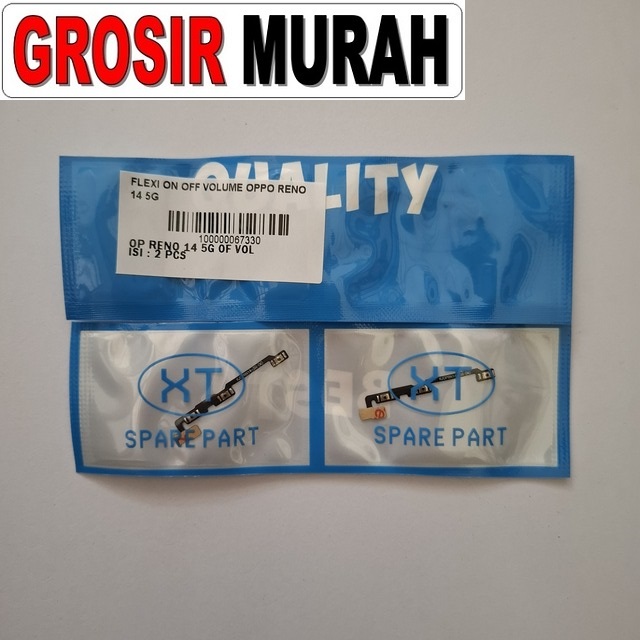 GROSIR MURAH
QUALITY
FLEXI ON OFF VOLUME OPPO RENO
14 5G
100000067330
OP RENO 14 5G OF VOL
ISI : 2 PCS
XT
SPARE PART
XT
SPARE PART